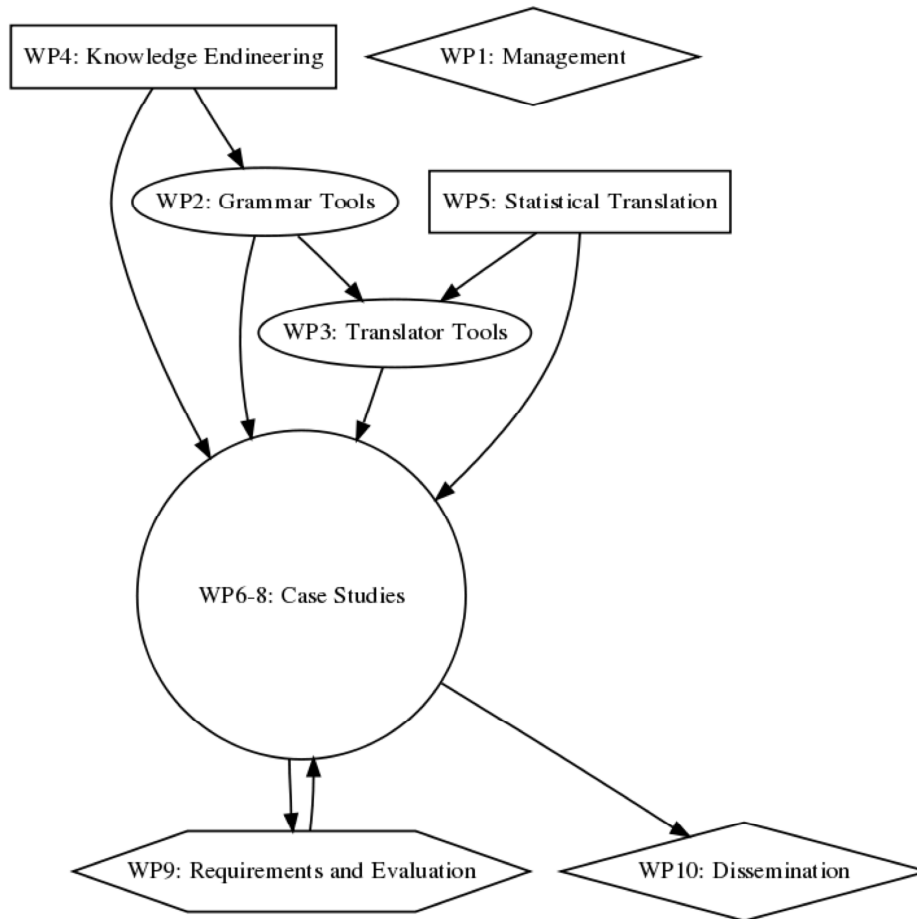 WP4: Knowledge Endineering
WP1: Management
WP2: Grammar Tools
WP5: Statistical Translation
WP3: Translator Tools
WP6-8: Case Studies
WP9: Requirements and Evaluation
WP10: Dissemination